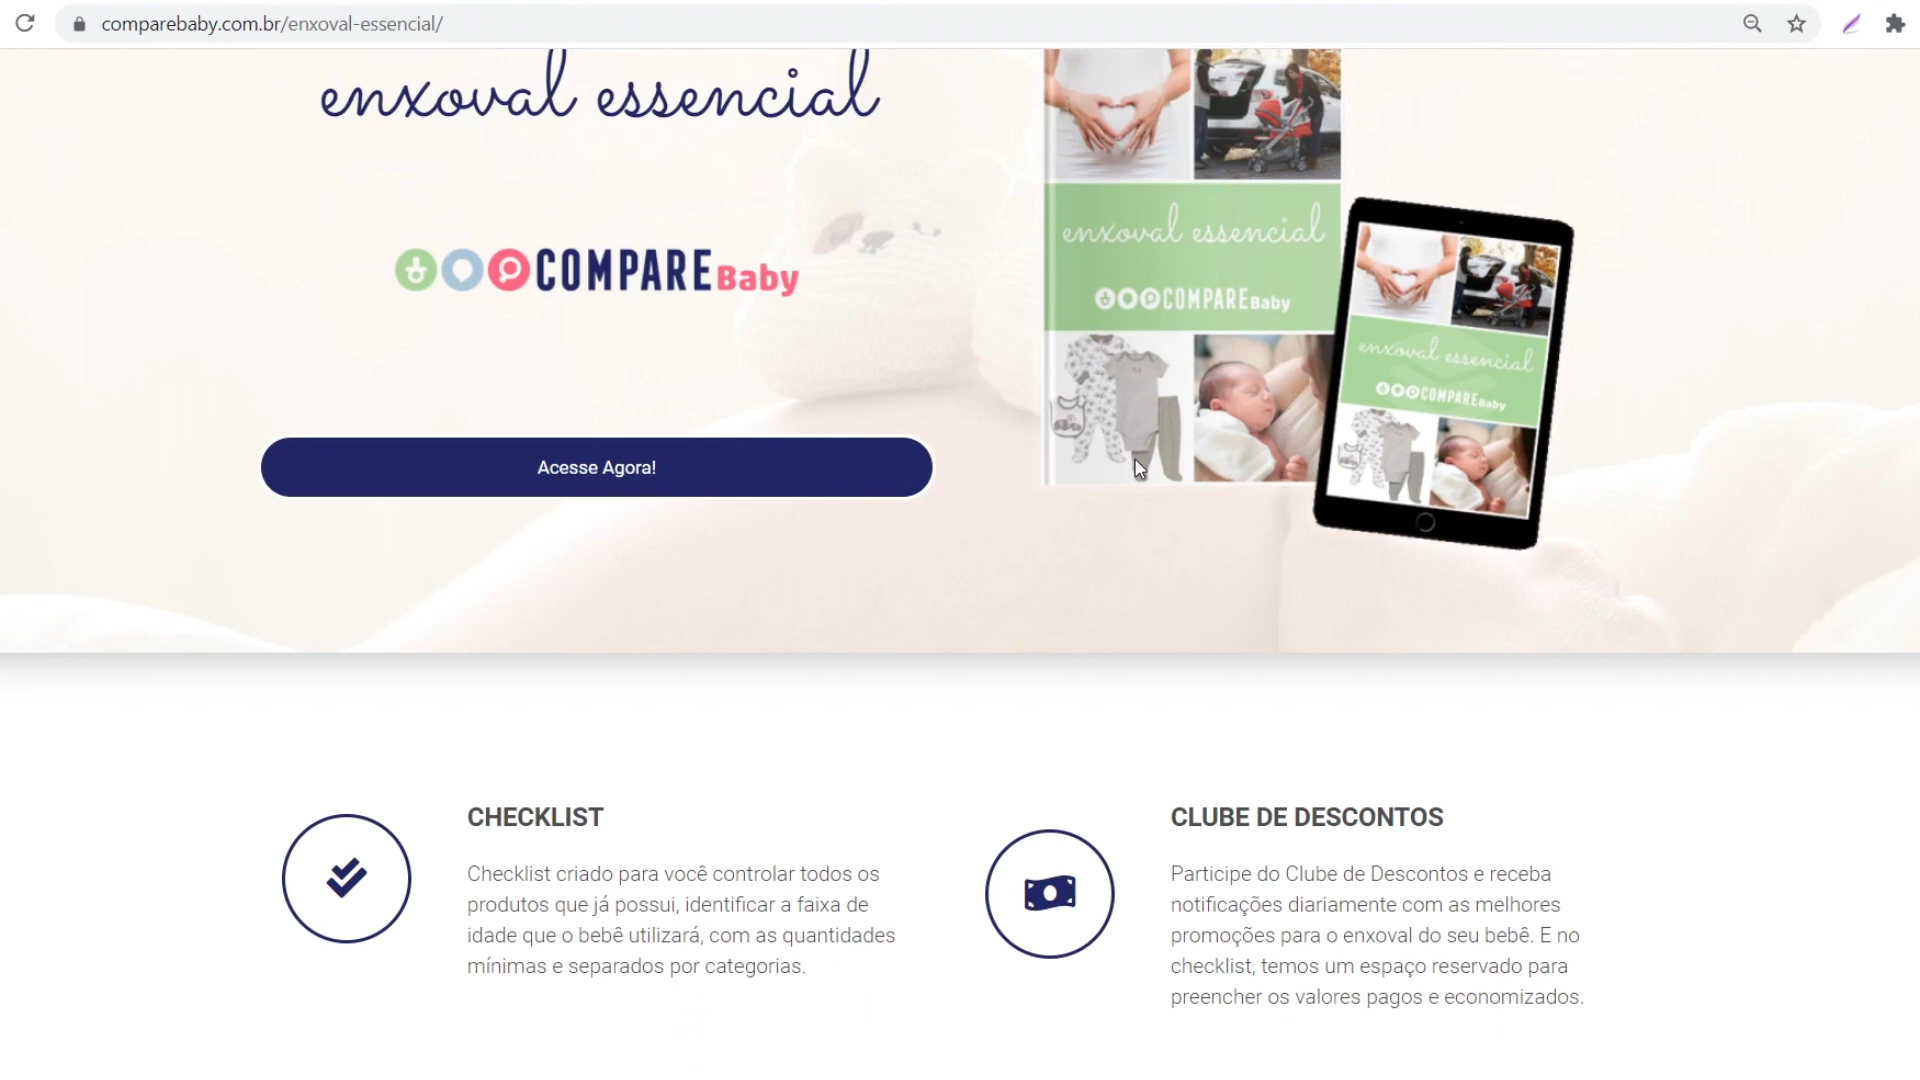 comparebaby.com.br/enxoval-essencial/
enxoval essencial
COMPARE Baby
enxoval essencial
COMPARE Baby
enxoval essencial
COMPARE Baby
Acesse Agora!
CHECKLIST
Checklist criado para você controlar todos os
produtos que já possui, identificar a faixa de
idade que o bebê utilizará, com as quantidades
mínimas e separados por categorias.
CLUBE DE DESCONTOS
Participe do Clube de Descontos e receba
notificações diariamente com as melhores
promoções para o enxoval do seu bebê. E no
checklist, temos um espaço reservado para
preencher os valores pagos e economizados.